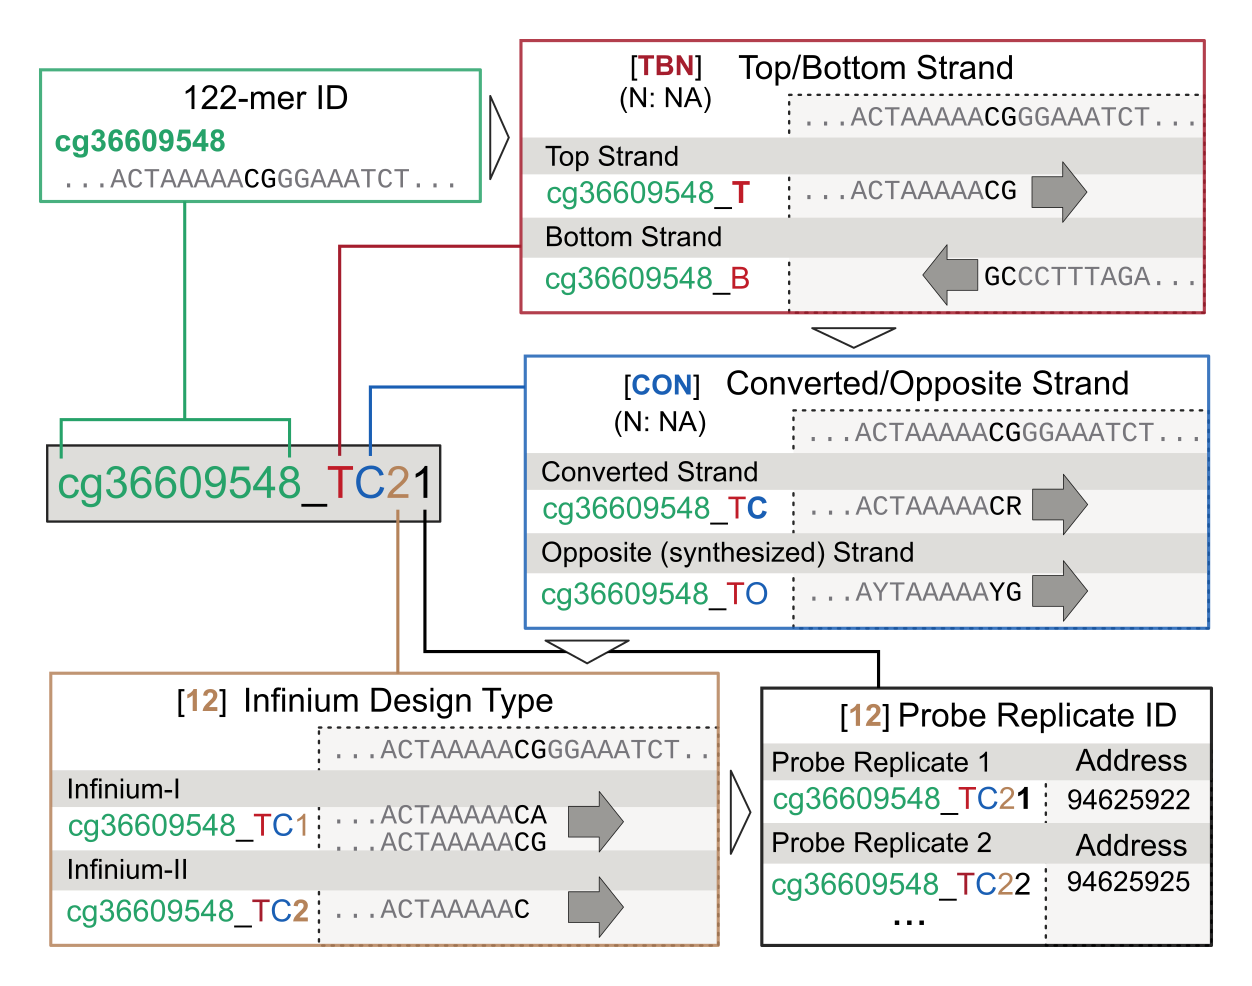 122-mer ID
cg36609548
...ACTAAAAACGGGAAATCT...
[TBN] Top/Bottom Strand
(N: NA)
...ACTAAAAACGGGAAATCT...
Top Strand
cg36609548_T ...ACTAAAAACG
Bottom Strand
cg36609548_B GCCCTTTAGA...
cg36609548_TC21
[CON] Converted/Opposite Strand
(N: NA)
...ACTAAAAACGGGAAATCT...
Converted Strand
cg36609548_TC ...ACTAAAAACR
Opposite (synthesized) Strand
cg36609548_TO ...AYTAAAAAYG
[12] Infinium Design Type
...ACTAAAAACGGGAAATCT..
Infinium-I
cg36609548_TC1 ...ACTAAAAACA
...ACTAAAAACG
Infinium-II
cg36609548_TC2 ...ACTAAAAAC
[12] Probe Replicate ID
Probe Replicate 1 Address
cg36609548_TC21 94625922
Probe Replicate 2 Address
cg36609548_TC22 94625925
...